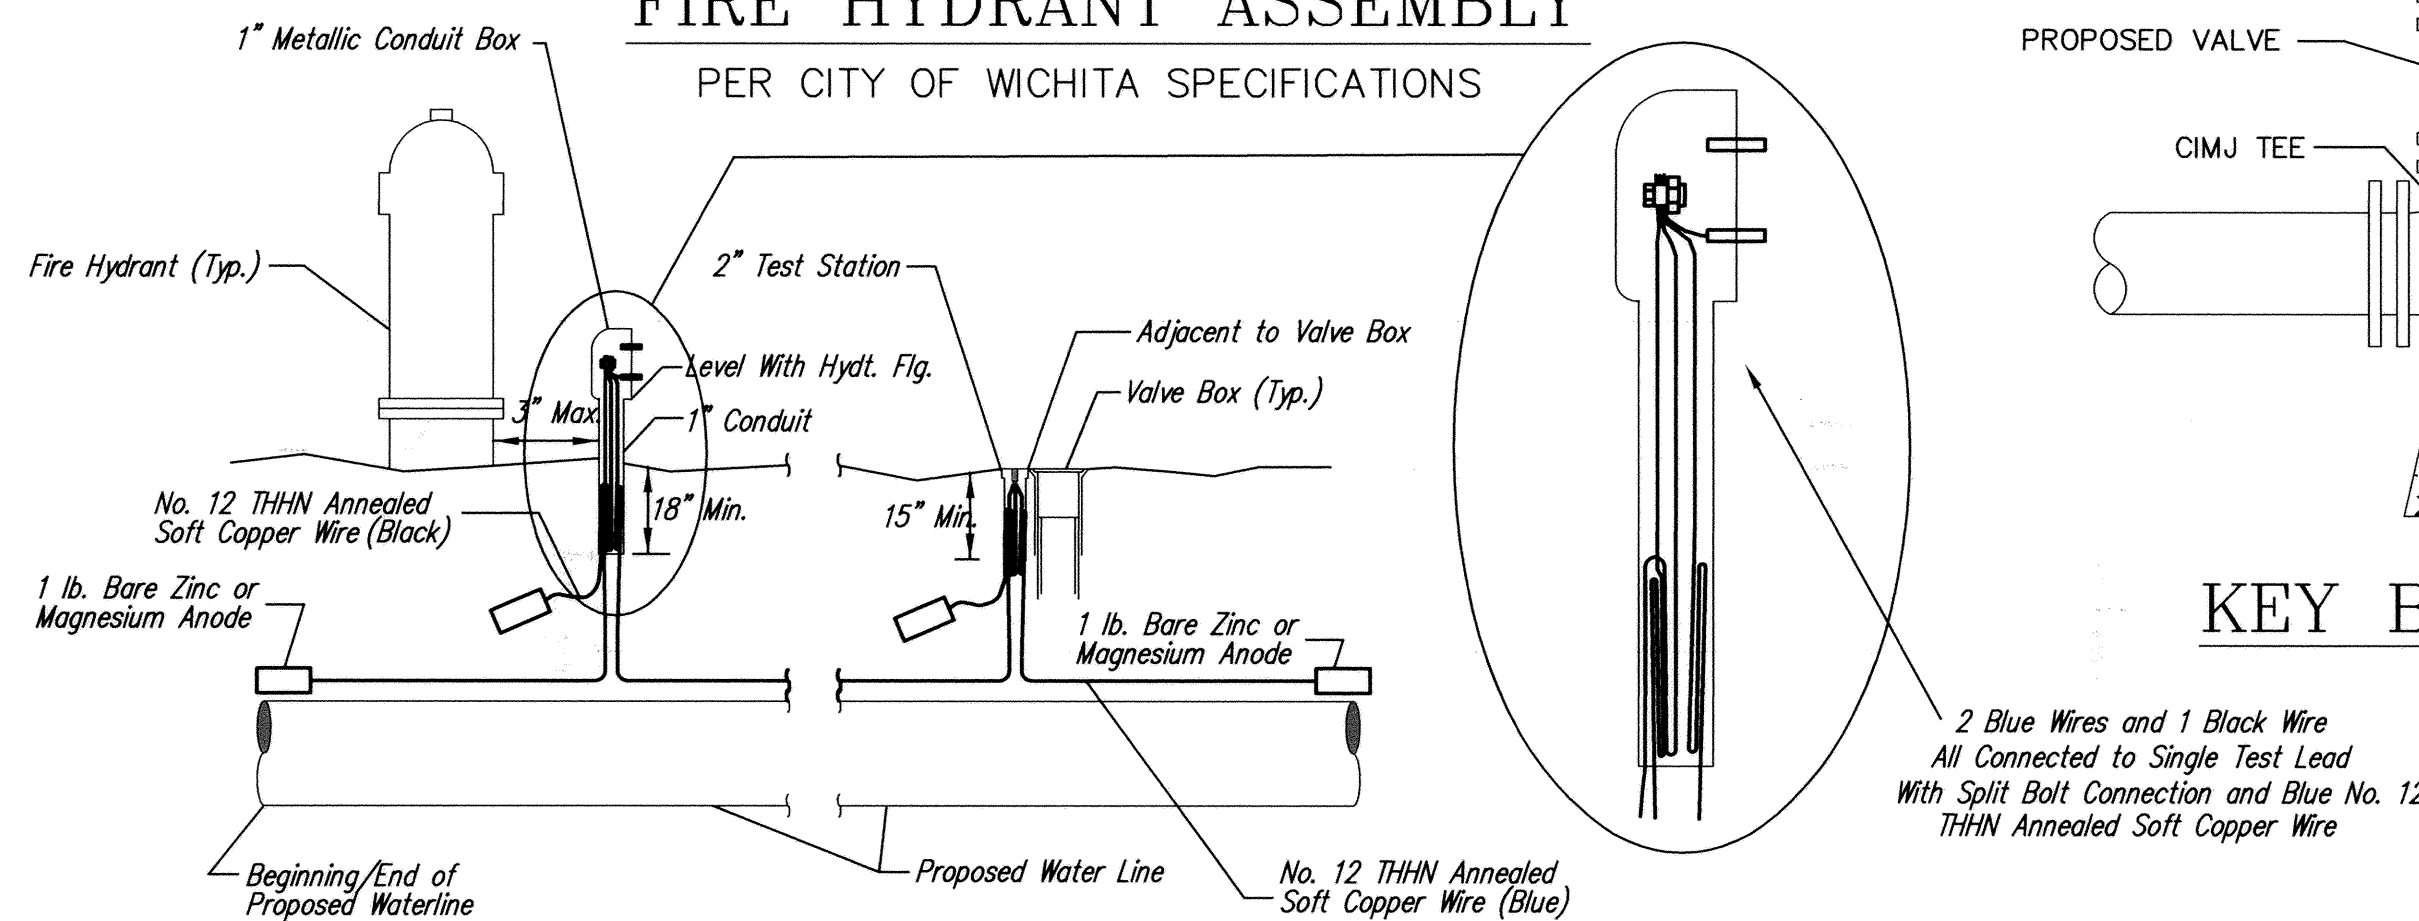 FIRE HYDRANT ASSEMBLY
PER CITY OF WICHITA SPECIFICATIONS
1" Metallic Conduit Box
PROPOSED VALVE
CIMJ TEE
Fire Hydrant (Typ.)
2" Test Station
Adjacent to Valve Box
Level With Hydt. Flg.
Valve Box (Typ.)
3" Max.
1" Conduit
No. 12 THHN Annealed
Soft Copper Wire (Black)
18" Min.
15" Min.
1 lb. Bare Zinc or
Magnesium Anode
1 lb. Bare Zinc or
Magnesium Anode
KEY
2 Blue Wires and 1 Black Wire
All Connected to Single Test Lead
With Split Bolt Connection and Blue No. 12
THHN Annealed Soft Copper Wire
Beginning/End of
Proposed Waterline
Proposed Water Line
No. 12 THHN Annealed
Soft Copper Wire (Blue)